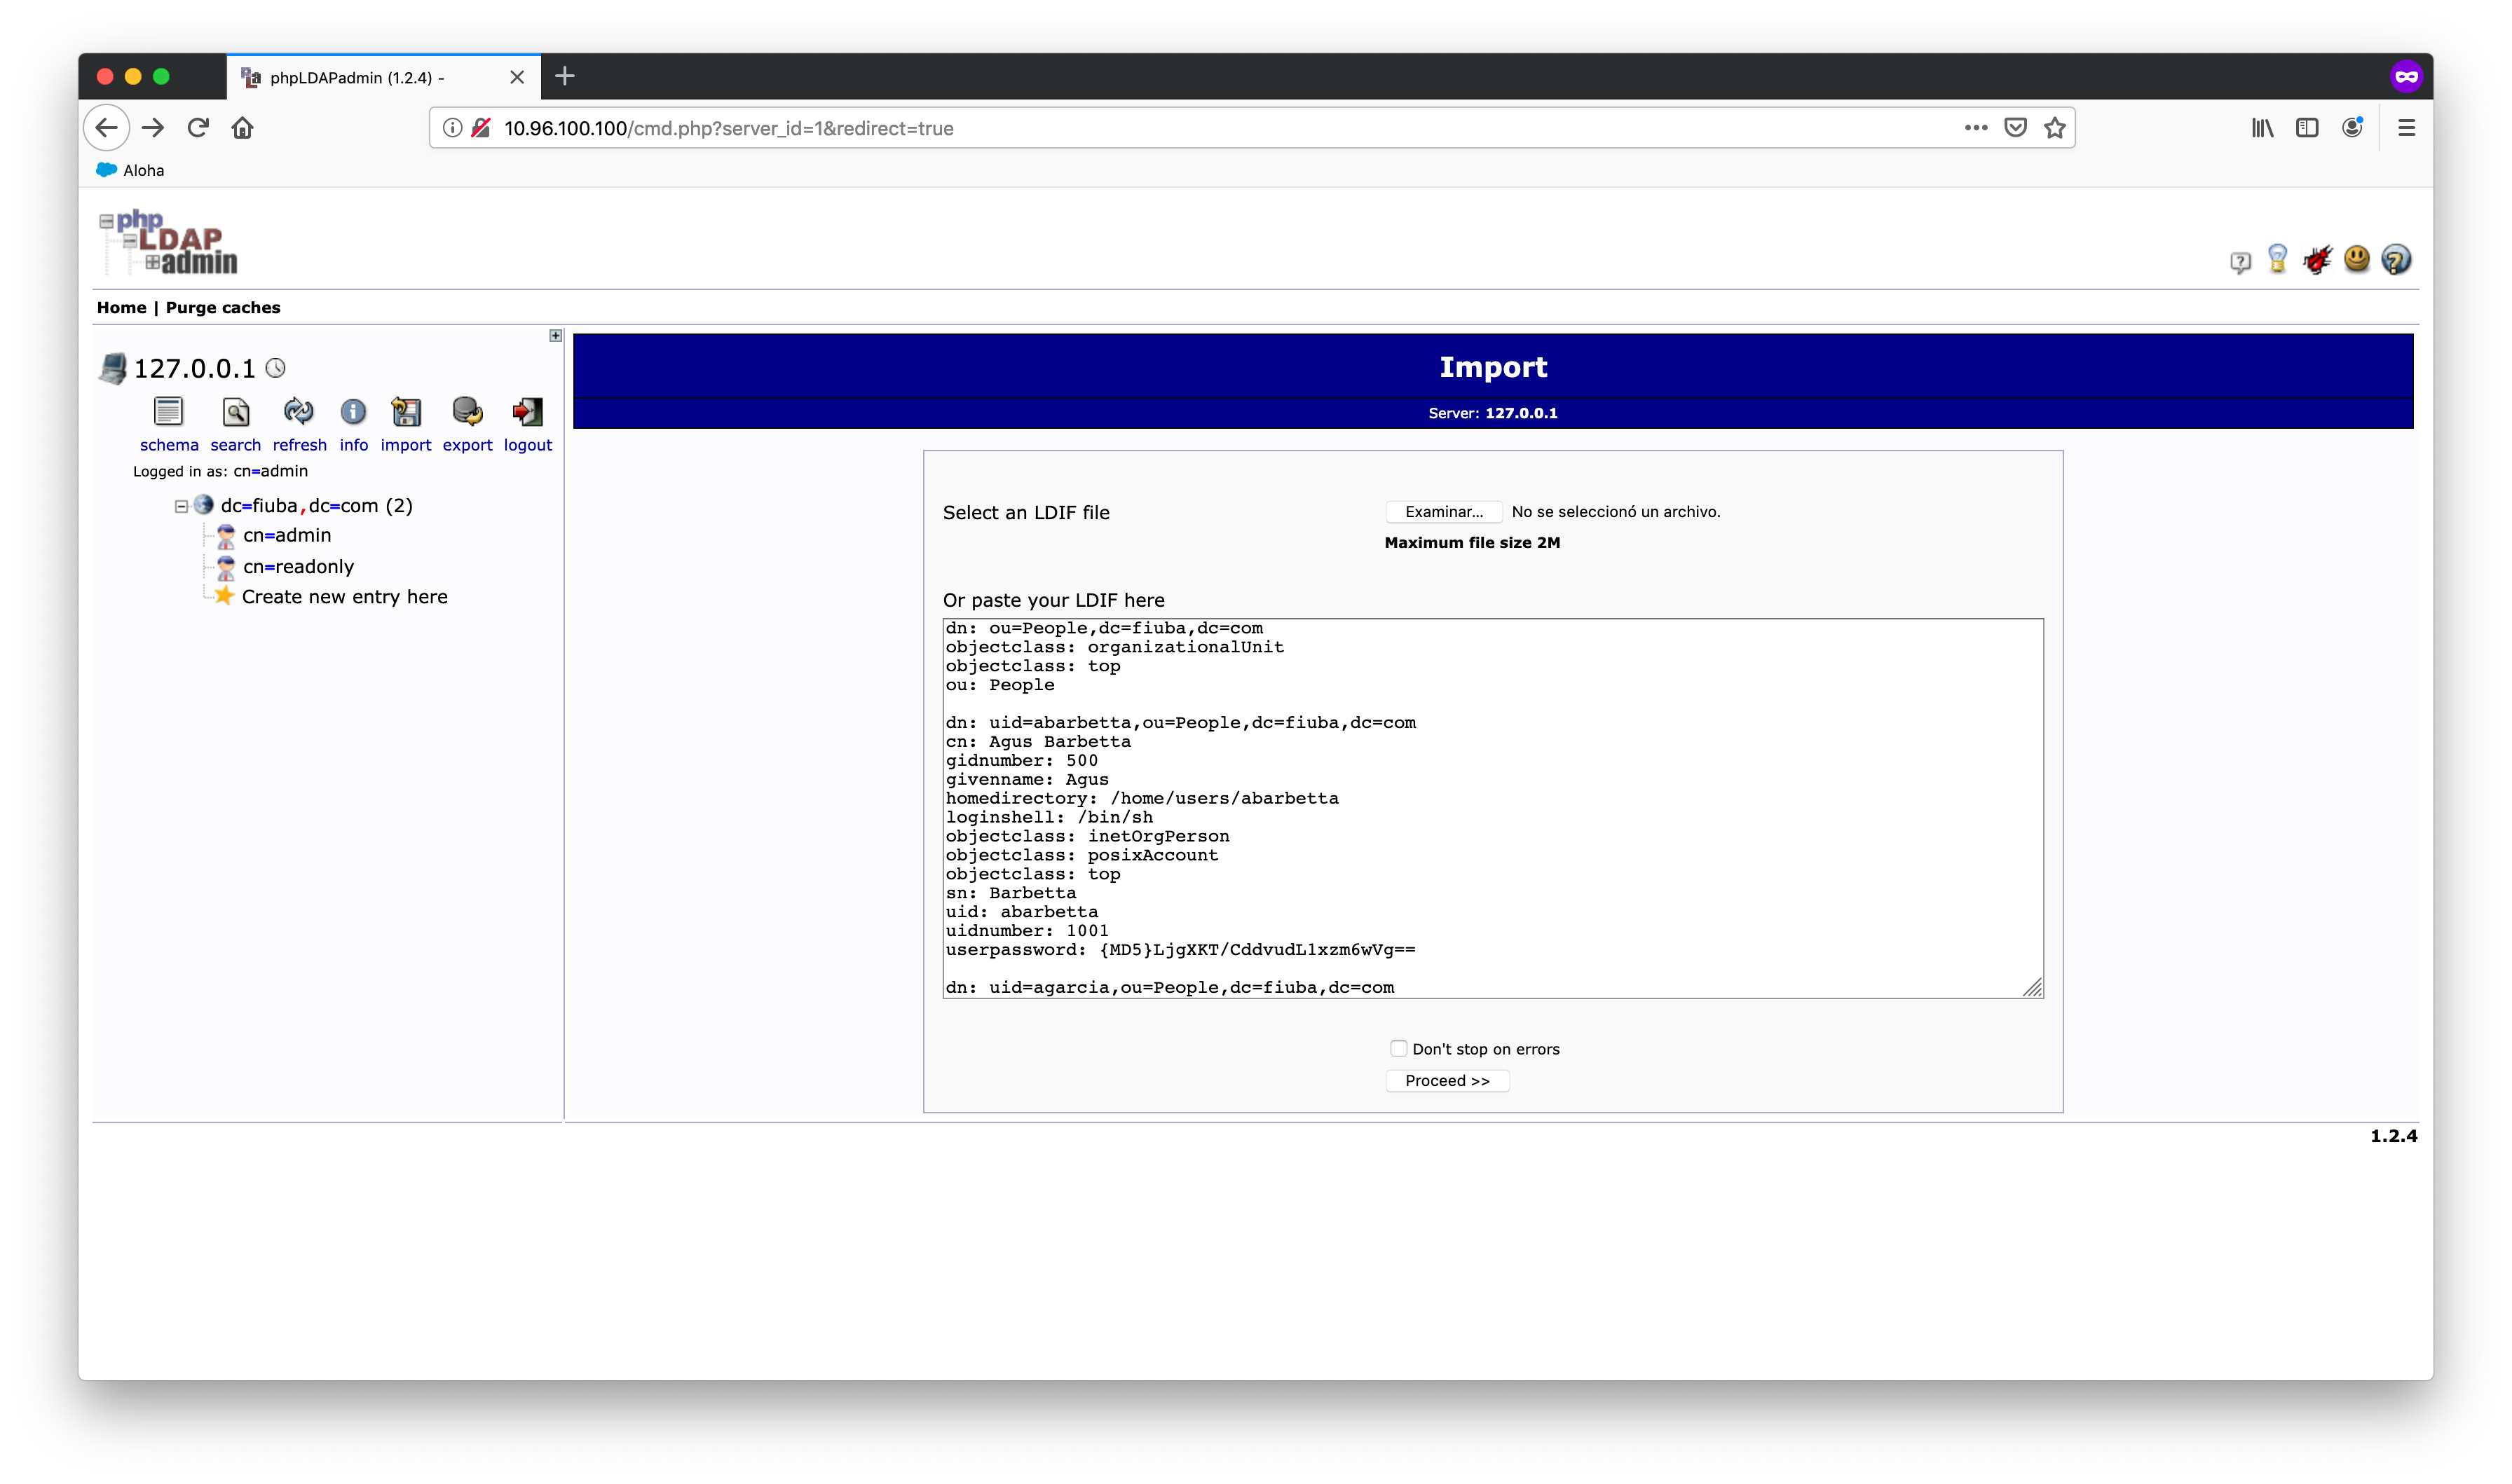 phpLDAPadmin (1.2.4) -
10.96.100.100/cmd.php?server_id=1&redirect=true
Aloha
php
LDAP
admin
Home | Purge caches
127.0.0.1
schema search refresh info import export logout
Logged in as: cn=admin
dc=fiuba,dc=com (2)
cn=admin
cn=readonly
Create new entry here
Import
Server: 127.0.0.1
Select an LDIF file
Examinar... No se seleccionó un archivo.
Maximum file size 2M
Or paste your LDIF here
dn: ou=People,dc=fiuba,dc=com
objectclass: organizationalUnit
objectclass: top
ou: People
dn: uid=abarbetta,ou=People,dc=fiuba,dc=com
cn: Agus Barbetta
gidnumber: 500
givenname: Agus
homedirectory: /home/users/abarbetta
loginshell: /bin/sh
objectclass: inetOrgPerson
objectclass: posixAccount
objectclass: top
sn: Barbetta
uid: abarbetta
uidnumber: 1001
userpassword: {MD5}LjgXKT/CddvudL1xzm6wVg==
dn: uid=agarcia,ou=People,dc=fiuba,dc=com
Don't stop on errors
Proceed >>
1.2.4